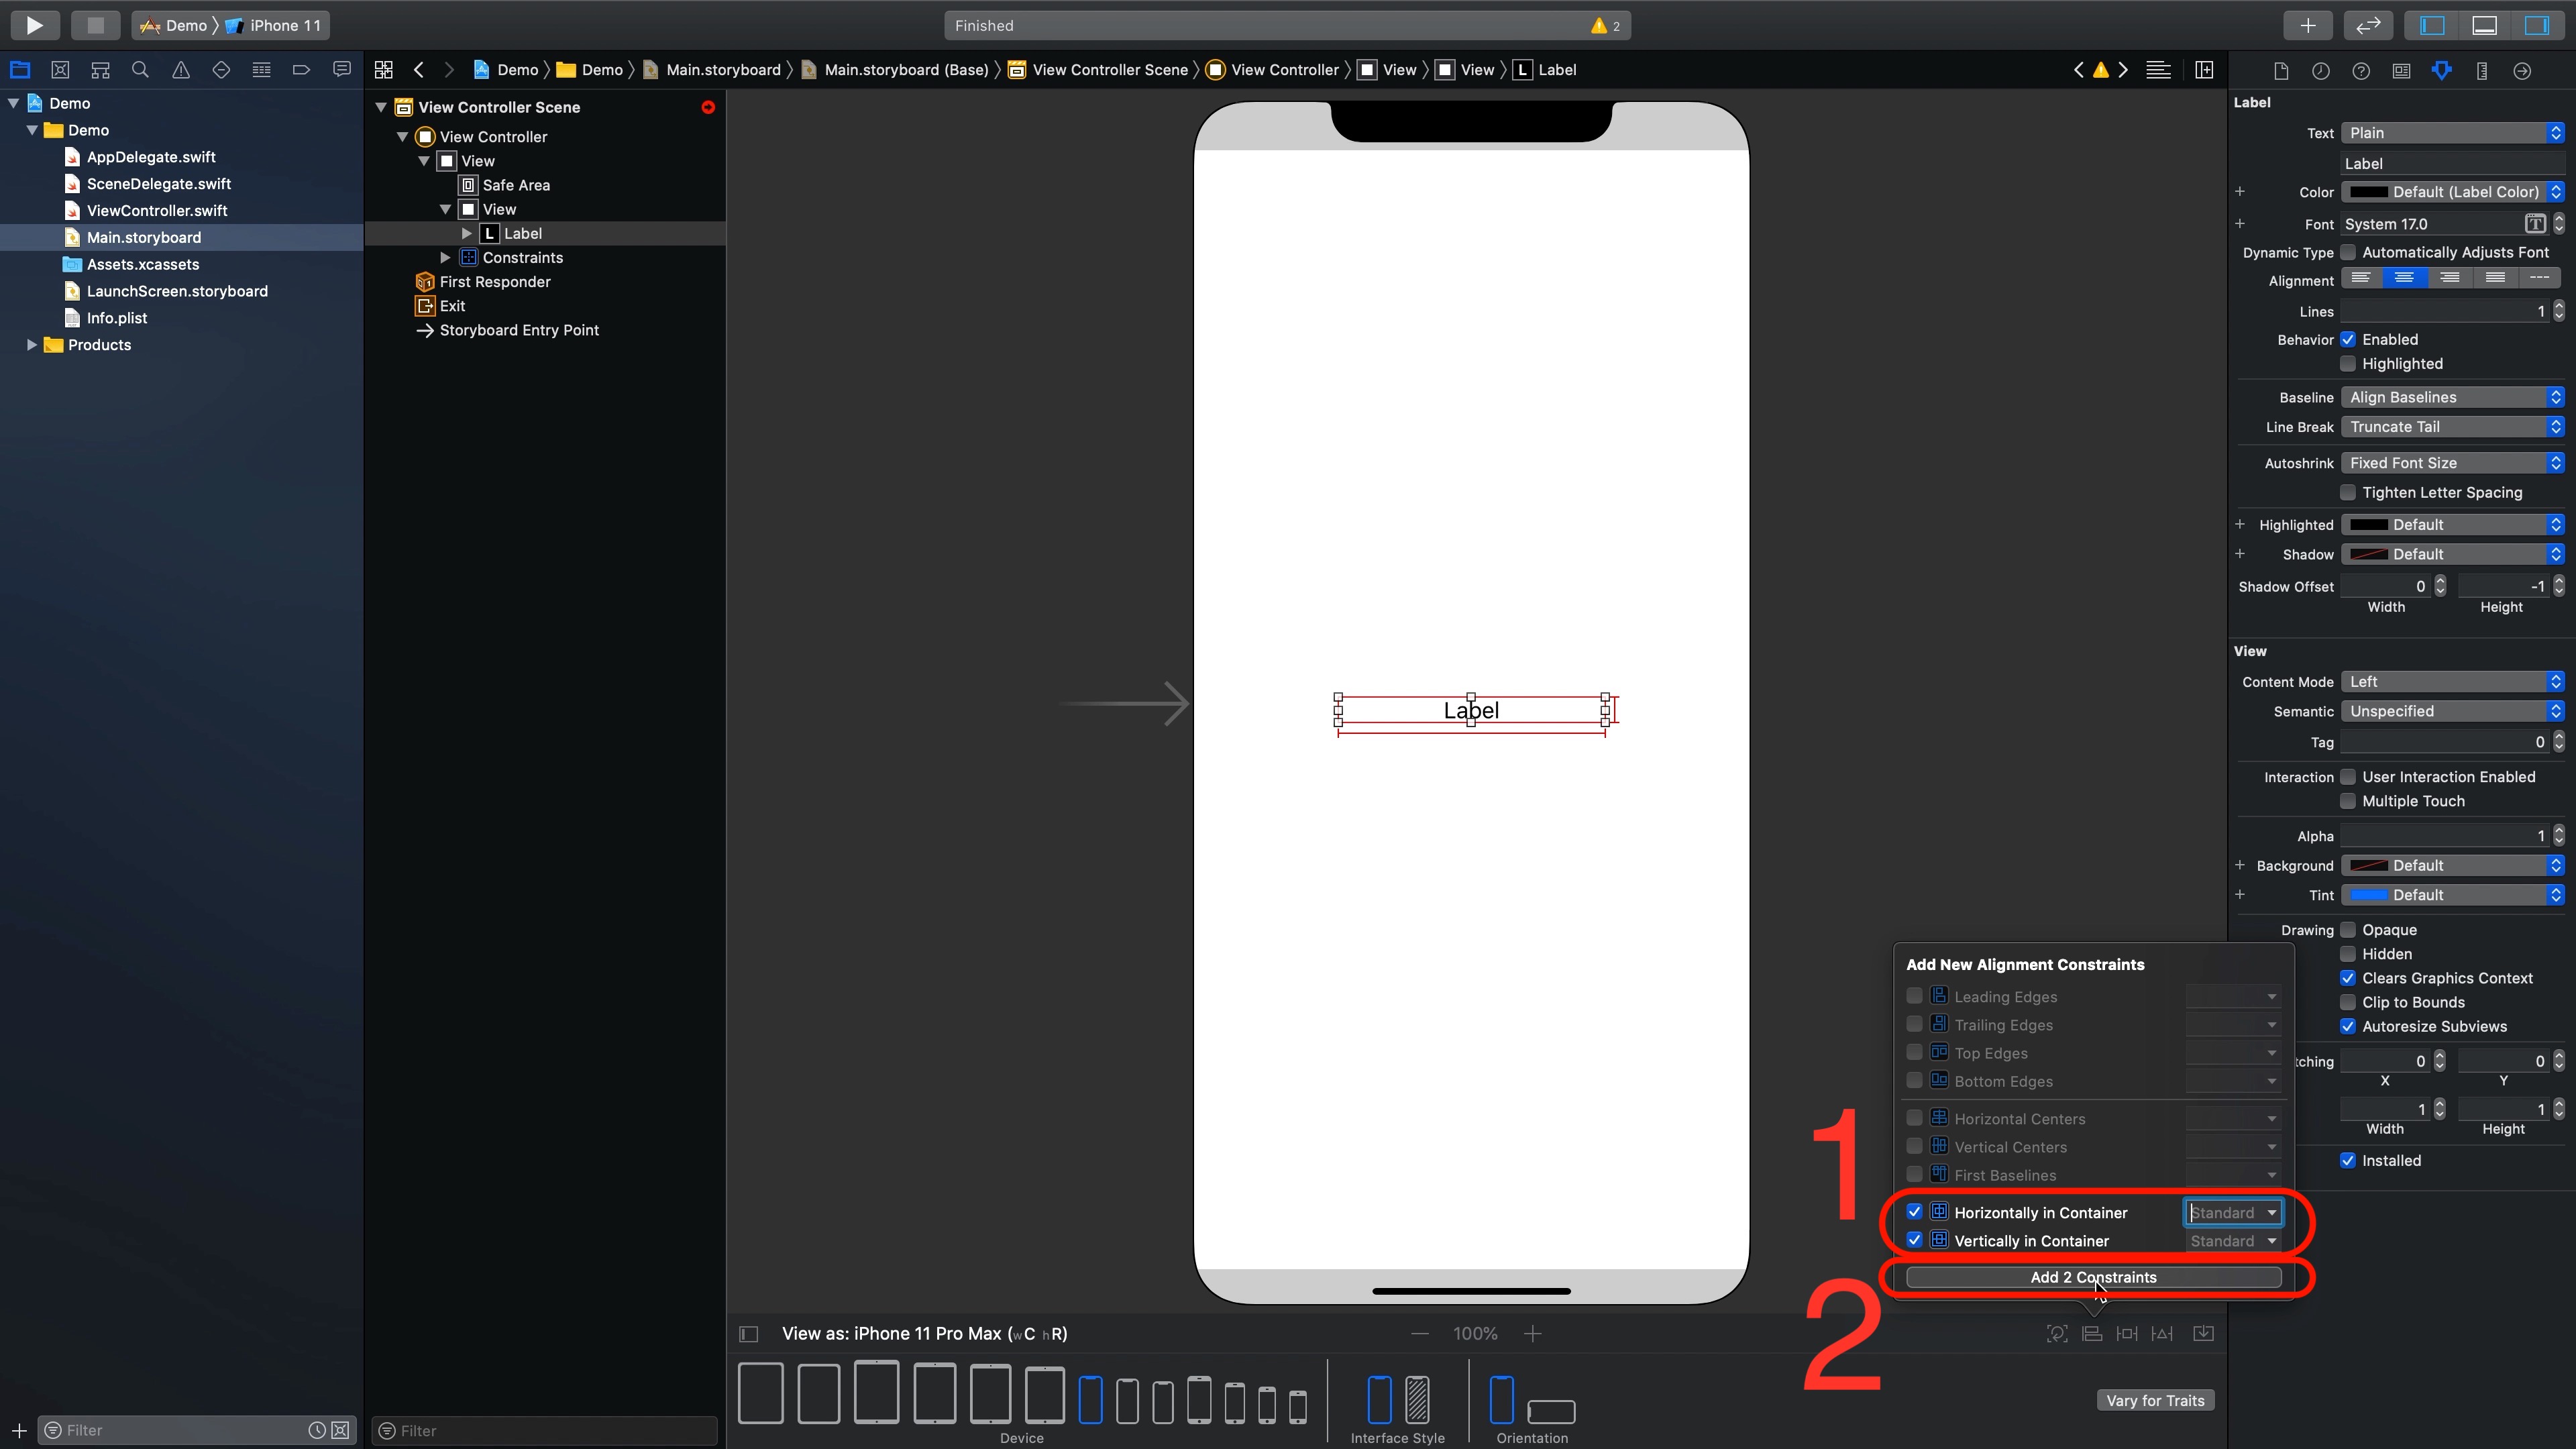 Demo
iPhone 11
Finished
2
Demo
Demo
Main.storyboard
Main.storyboard (Base)
View Controller Scene
View Controller
View
View
L
Label
Demo
Demo
AppDelegate.swift
SceneDelegate.swift
ViewController.swift
Main.storyboard
Assets.xcassets
LaunchScreen.storyboard
Info.plist
Products
Filter
View Controller Scene
View Controller
View
Safe Area
View
L Label
Constraints
First Responder
Exit
Storyboard Entry Point
Filter
Label
1
2
Add New Alignment Constraints
Leading Edges
Trailing Edges
Top Edges
Bottom Edges
Horizontal Centers
Vertical Centers
First Baselines
Horizontally in Container Standard
Vertically in Container Standard
Add 2 Constraints
View as: iPhone 11 Pro Max (wC hR)
100%
Device
Interface Style
Orientation
Vary for Traits
Label
Text Plain
Label
Color Default (Label Color)
Font System 17.0
Dynamic Type Automatically Adjusts Font
Alignment
Lines 1
Behavior Enabled
Highlighted
Baseline Align Baselines
Line Break Truncate Tail
Autoshrink Fixed Font Size
Tighten Letter Spacing
Highlighted Default
Shadow Default
Shadow Offset 0 -1
Width Height
View
Content Mode Left
Semantic Unspecified
Tag 0
Interaction User Interaction Enabled
Multiple Touch
Alpha 1
Background Default
Tint Default
Drawing Opaque
Hidden
Clears Graphics Context
Clip to Bounds
Autoresize Subviews
tching 0 0
X Y
1 1
Width Height
Installed